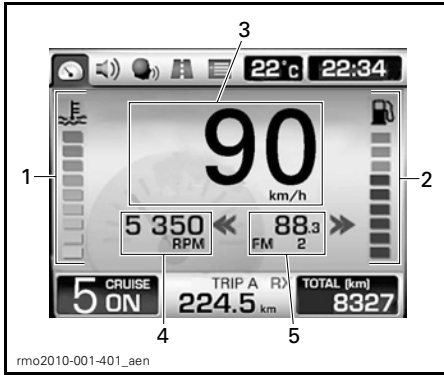 3
22°c 22:34
1
90
km/h
2
5 350
RPM
88.3
FM 2
5 CRUISE ON
TRIP A RX
224.5 km
TOTAL (km)
8327
4
5
rmo2010-001-401_aen